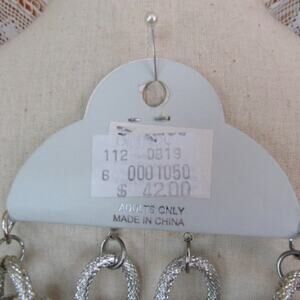 112 0819
6 0001050
$ 42.00
ADULTS ONLY
MADE IN CHINA